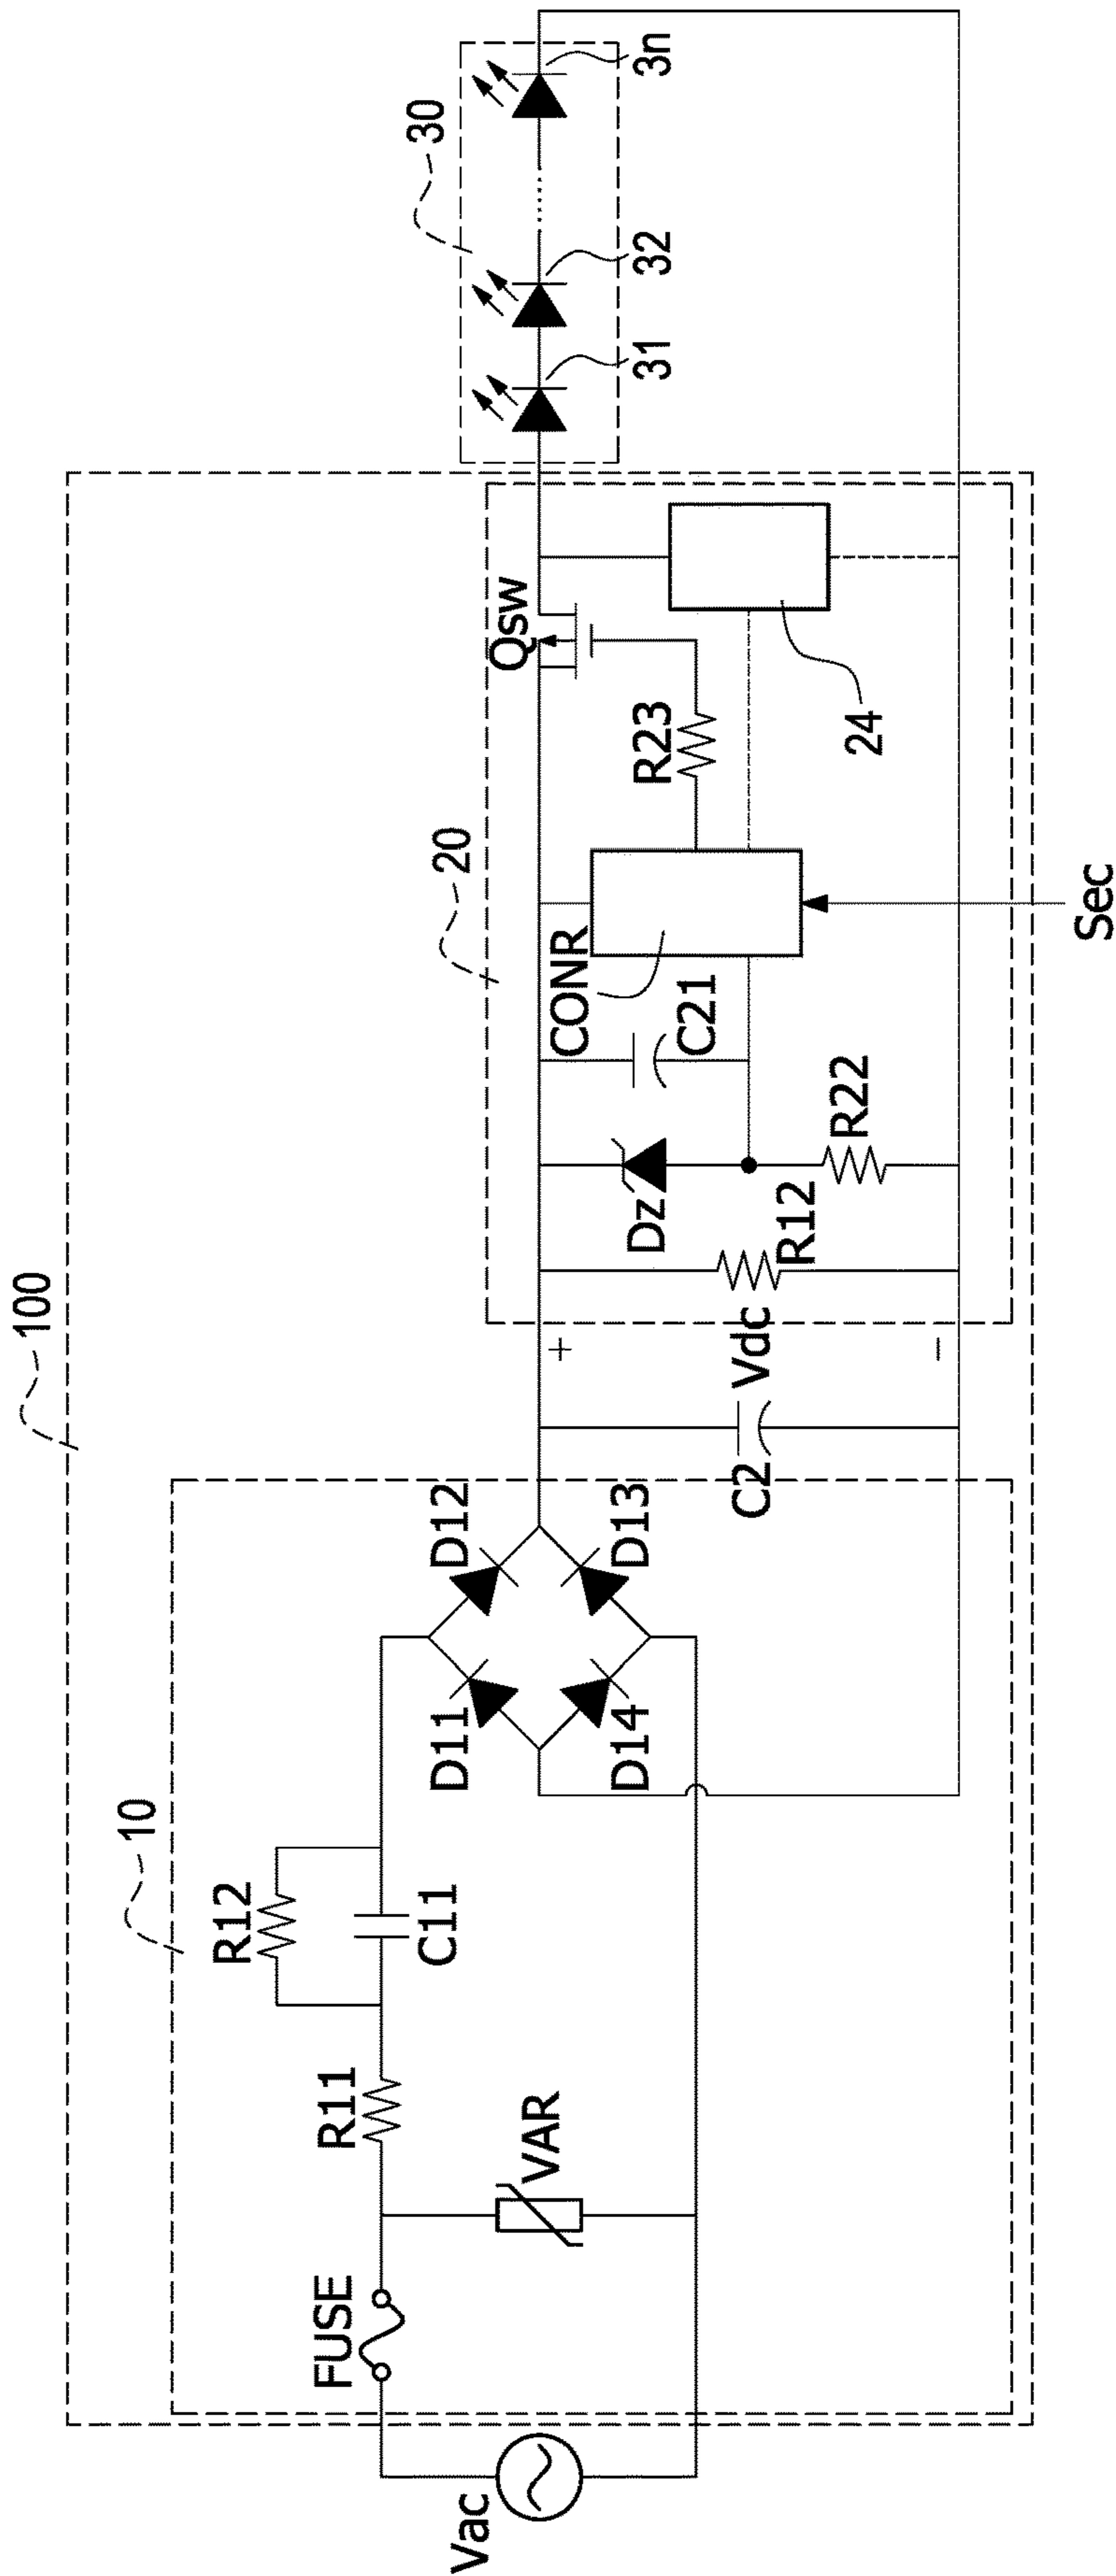 100
10
20
30
Vac
FUSE
VAR
R11
R12
C11
D11
D12
D14
D13
C2
+
Vdc
−
R12
Dz
R22
C21
CONR
R23
Qsw
24
Sec
31
32
3n